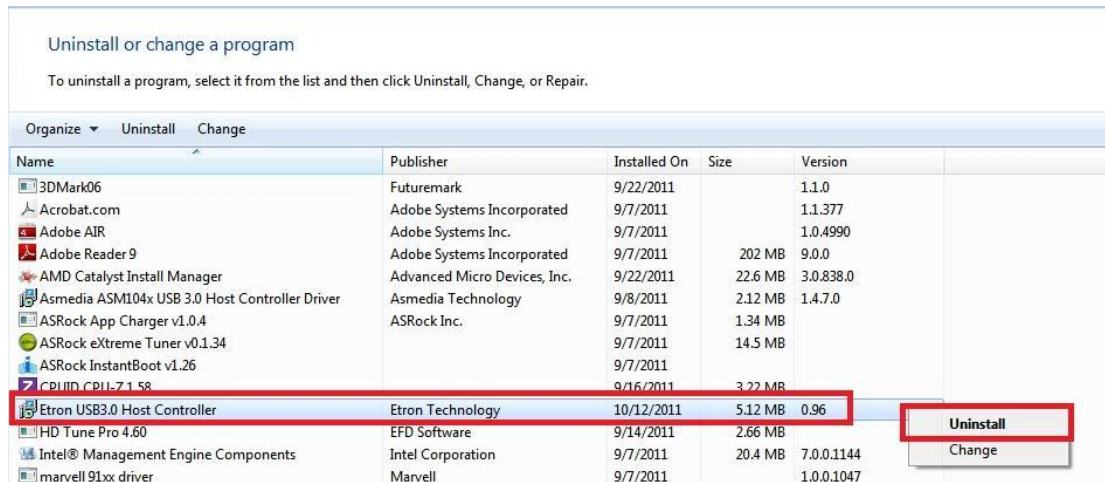 Uninstall or change a program
To uninstall a program, select it from the list and then click Uninstall, Change, or Repair.
Organize Uninstall Change
Name Publisher Installed On Size Version
3DMark06 Futuremark 9/22/2011 1.1.0
Acrobat.com Adobe Systems Incorporated 9/7/2011 1.1.377
Adobe AIR Adobe Systems Inc. 9/7/2011 1.0.4990
Adobe Reader 9 Adobe Systems Incorporated 9/7/2011 202 MB 9.0.0
AMD Catalyst Install Manager Advanced Micro Devices, Inc. 9/22/2011 22.6 MB 3.0.838.0
Asmedia ASM104x USB 3.0 Host Controller Driver Asmedia Technology 9/8/2011 2.12 MB 1.4.7.0
ASRock App Charger v1.0.4 ASRock Inc. 9/7/2011 1.34 MB
ASRock eXtreme Tuner v0.1.34 9/7/2011 14.5 MB
ASRock InstantBoot v1.26 9/7/2011
CPUID CPU-Z 1.58 9/16/2011 3.22 MB
Etron USB3.0 Host Controller Etron Technology 10/12/2011 5.12 MB 0.96
Uninstall
HD Tune Pro 4.60 EFD Software 9/14/2011 2.66 MB
Change
Intel® Management Engine Components Intel Corporation 9/7/2011 20.4 MB 7.0.0.1144
marvell 91xx driver Marvell 9/7/2011 1.0.0.1047